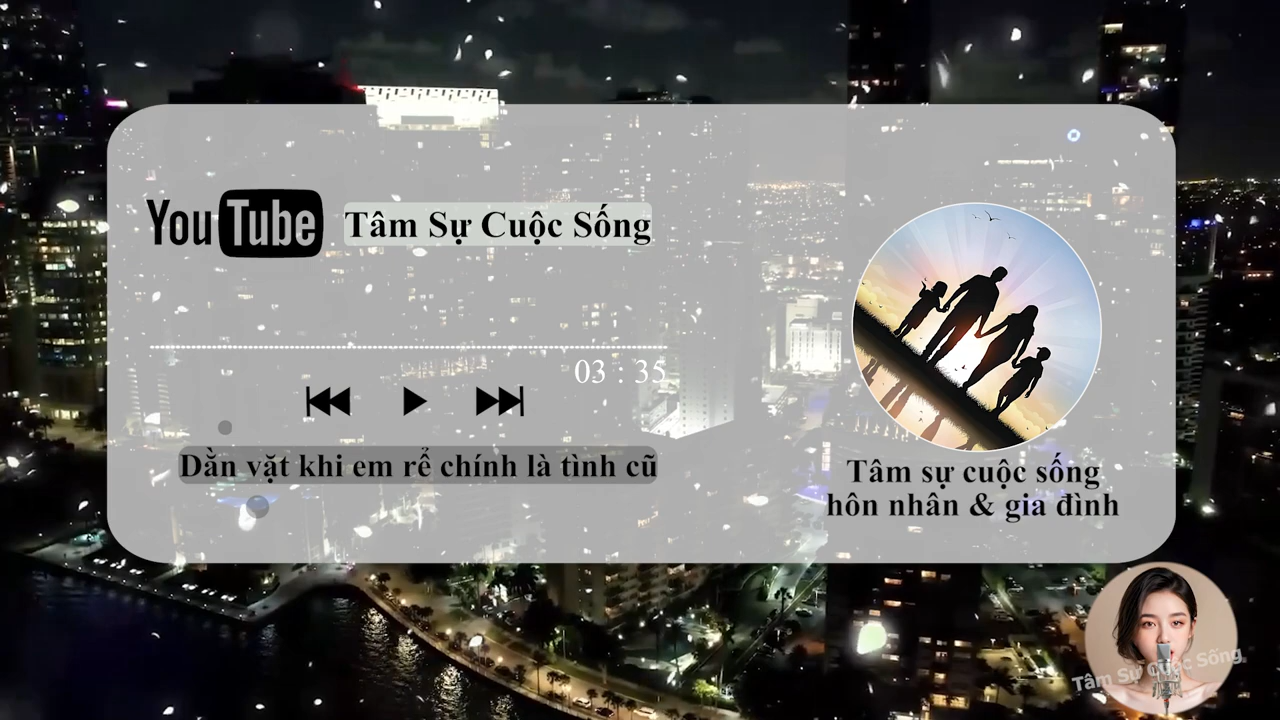 YouTube
Tâm Sự Cuộc Sống
03 : 35
Dằn vặt khi em rể chính là tình cũ
Tâm sự cuộc sống
hôn nhân & gia đình
Tâm Sự Cuộc Sống